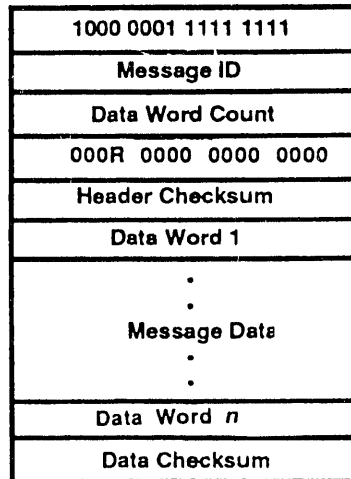 1000 0001 1111 1111
Message ID
Data Word Count
000R 0000 0000 0000
Header Checksum
Data Word 1
.
.
Message Data
.
.
Data Word n
Data Checksum